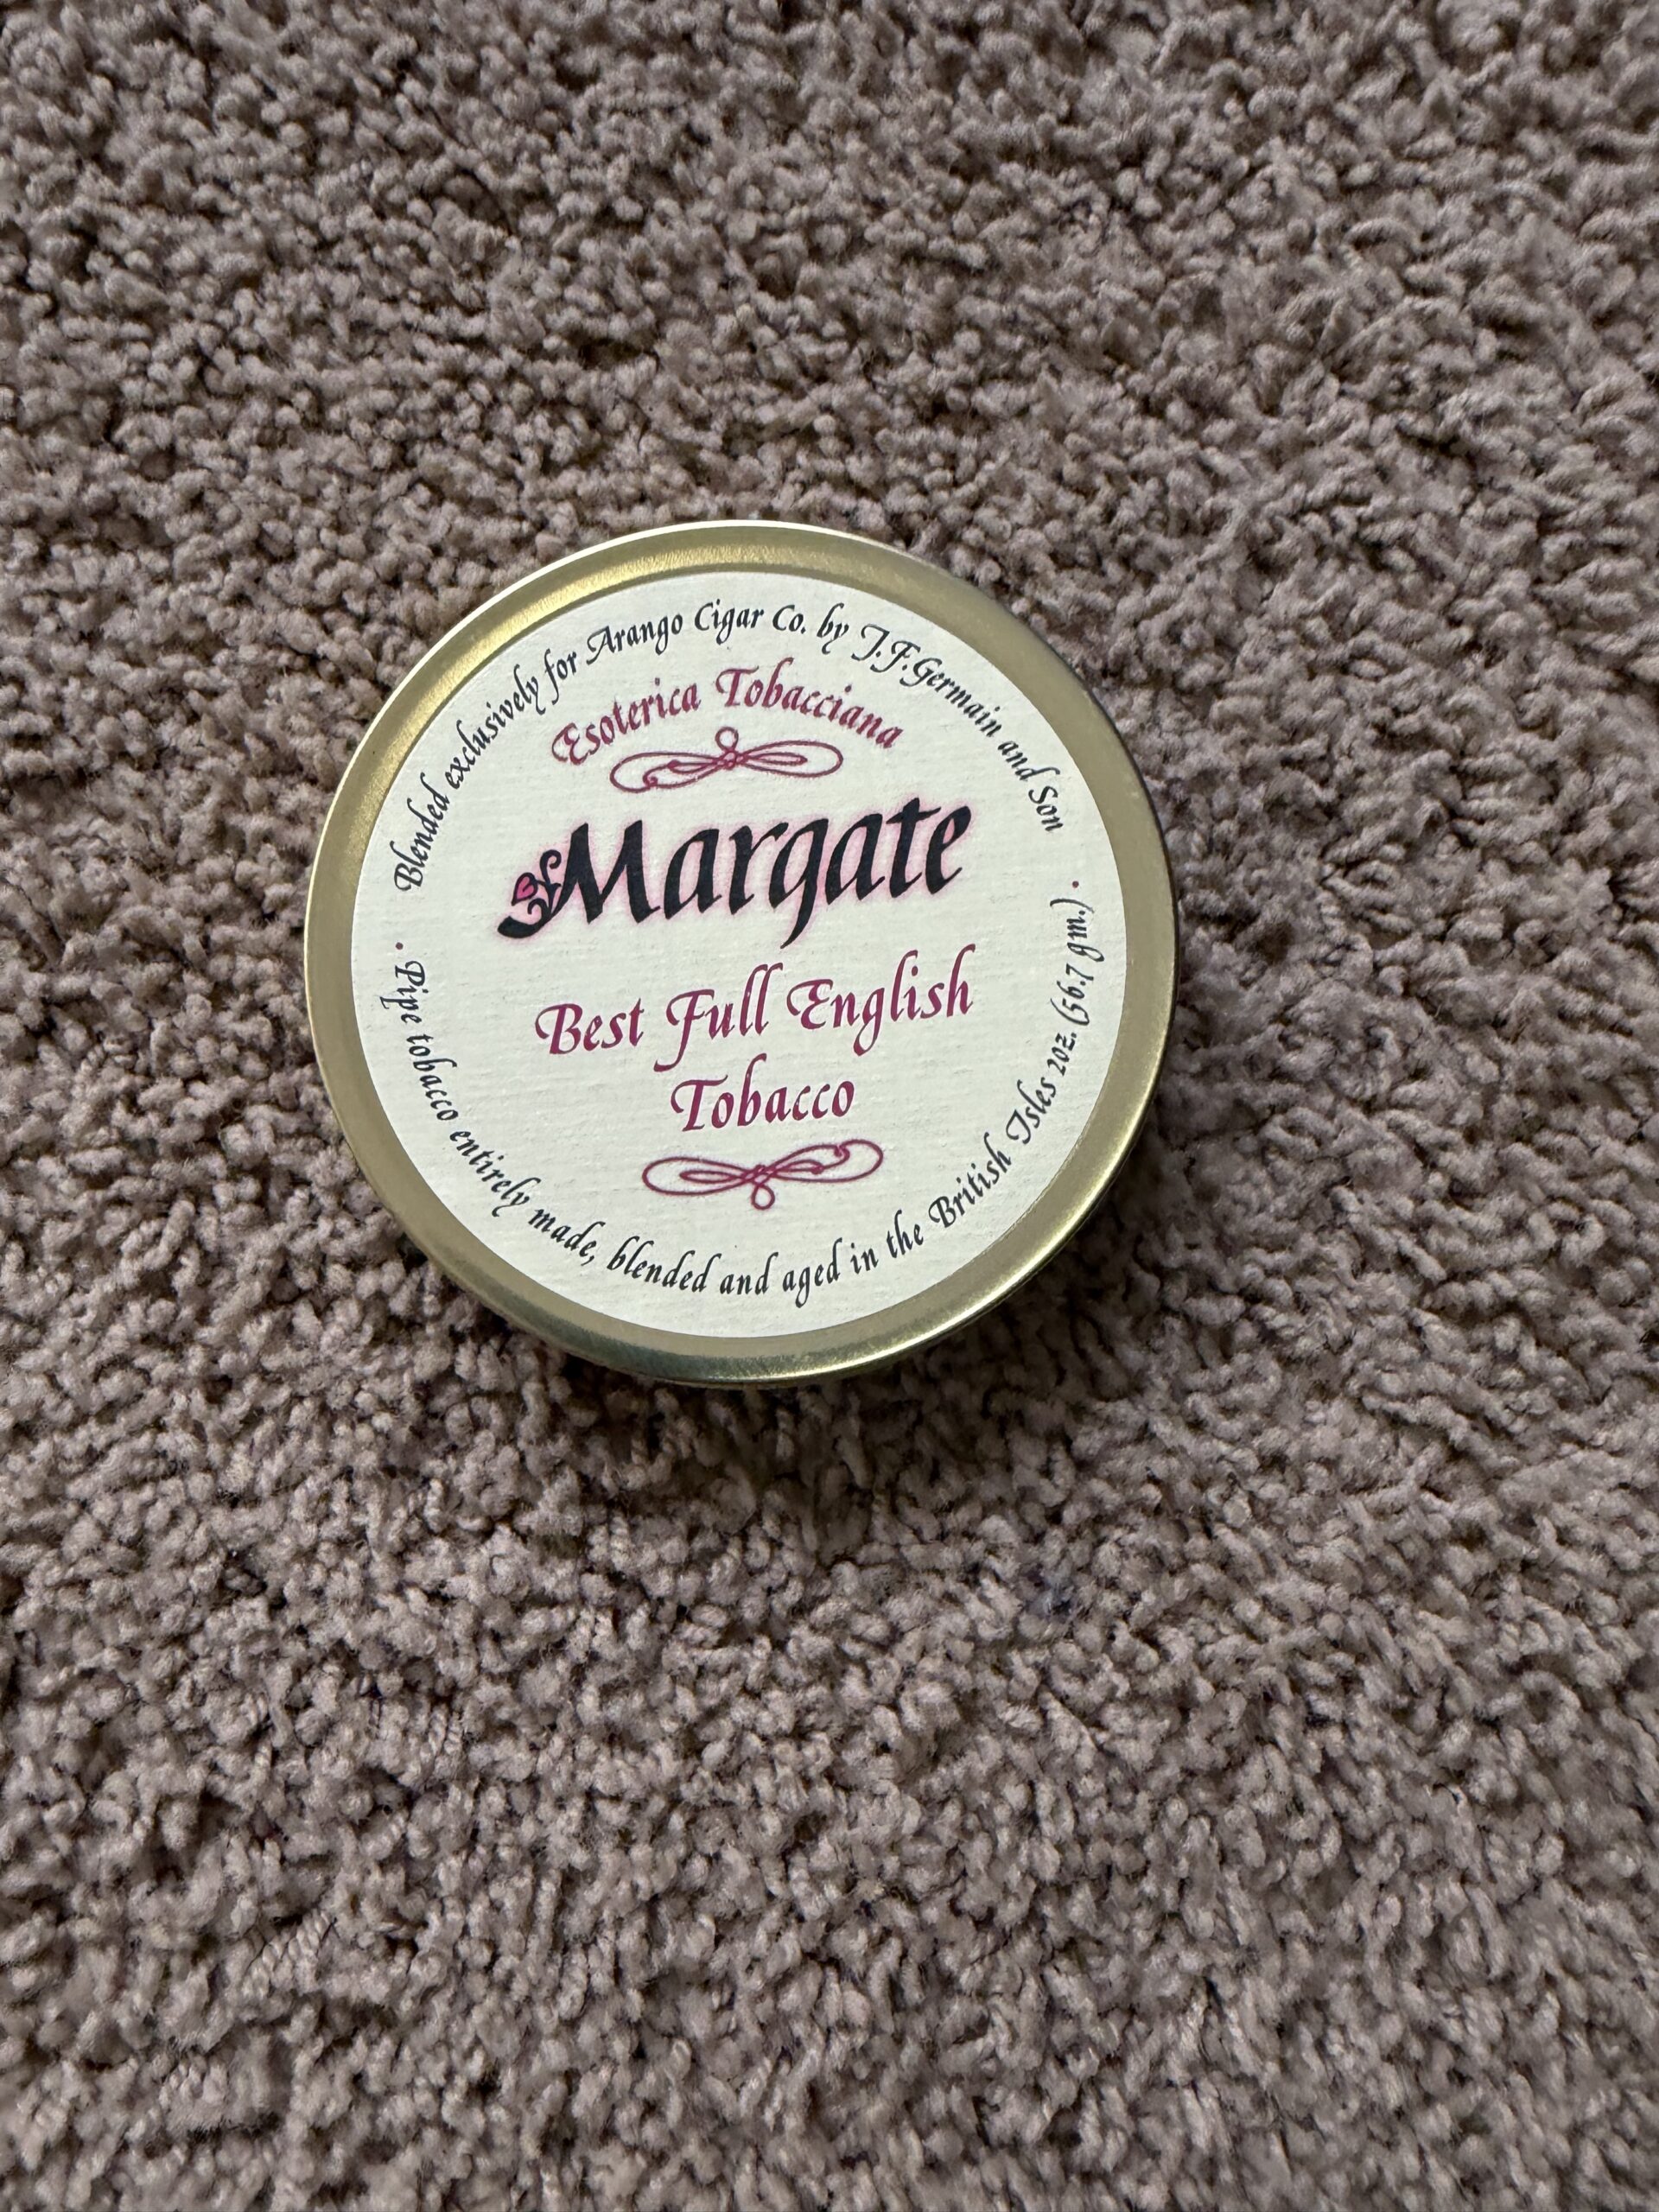 Blended exclusively for Arango Cigar Co. by J.F.Germain and Son
Esoterica Tobacciana
Margate
Best Full English
Tobacco
• Pipe tobacco entirely made, blended and aged in the British Isles 2oz. (56.7 gm.) •